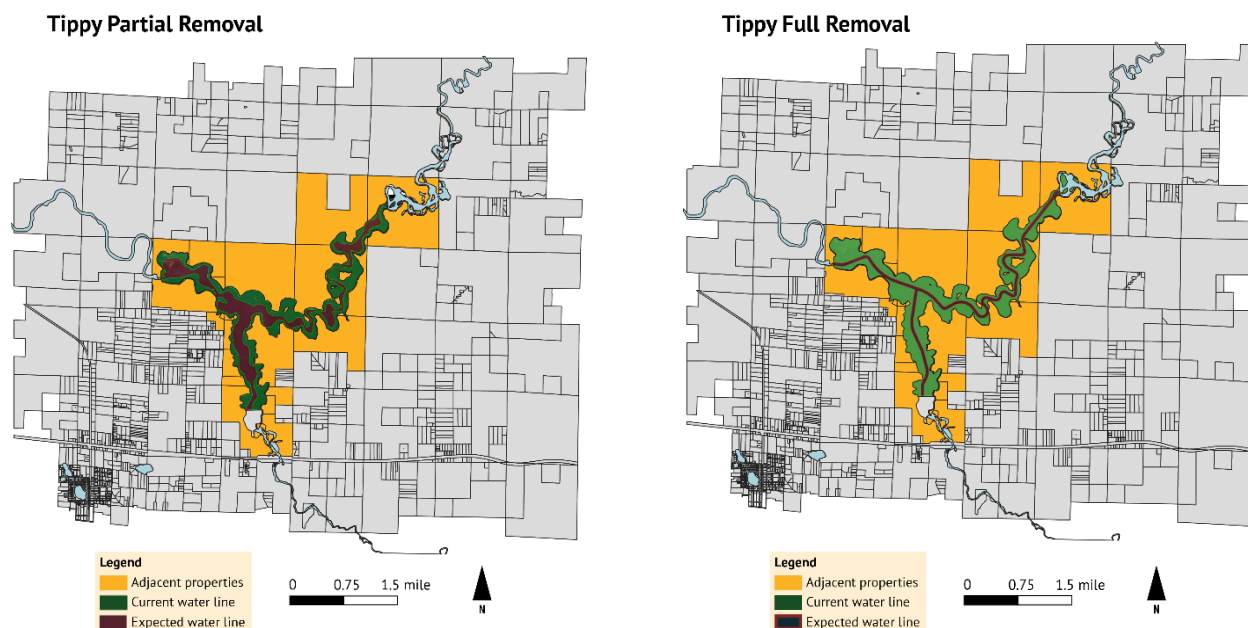 Tippy Partial Removal
Tippy Full Removal
Legend
Adjacent properties
Current water line
Expected water line
0 0.75 1.5 mile
N
Legend
Adjacent properties
Current water line
Expected water line
0 0.75 1.5 mile
N